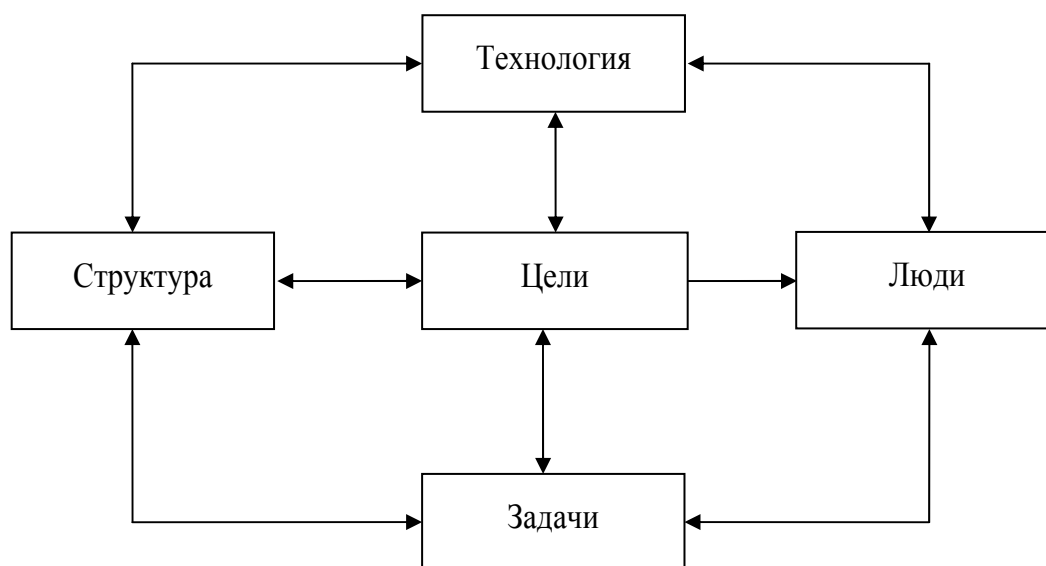 Технология
Структура
Цели
Люди
Задачи